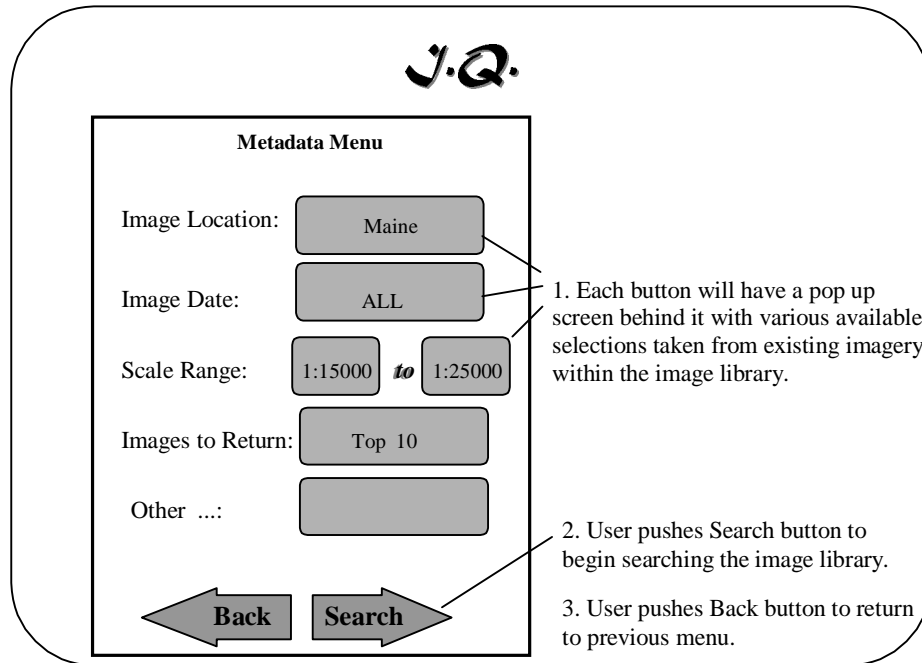 J.Q.
Metadata Menu
Image Location: Maine
Image Date: ALL
Scale Range: 1:15000 to 1:25000
Images to Return: Top 10
Other ...:
Back Search
1. Each button will have a pop up
screen behind it with various available
selections taken from existing imagery
within the image library.
2. User pushes Search button to
begin searching the image library.
3. User pushes Back button to return
to previous menu.